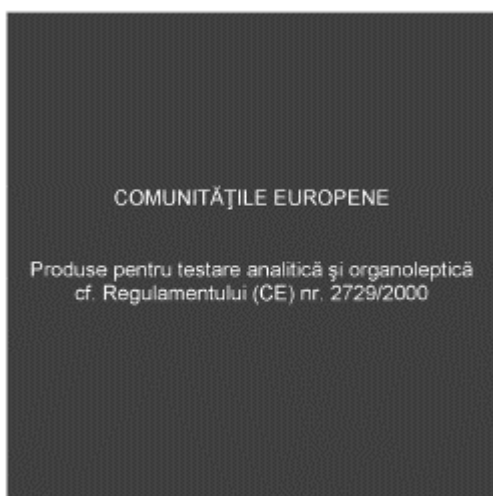 COMUNITĂŢILE EUROPENE
Produse pentru testare analitică şi organoleptică
cf. Regulamentului (CE) nr. 2729/2000